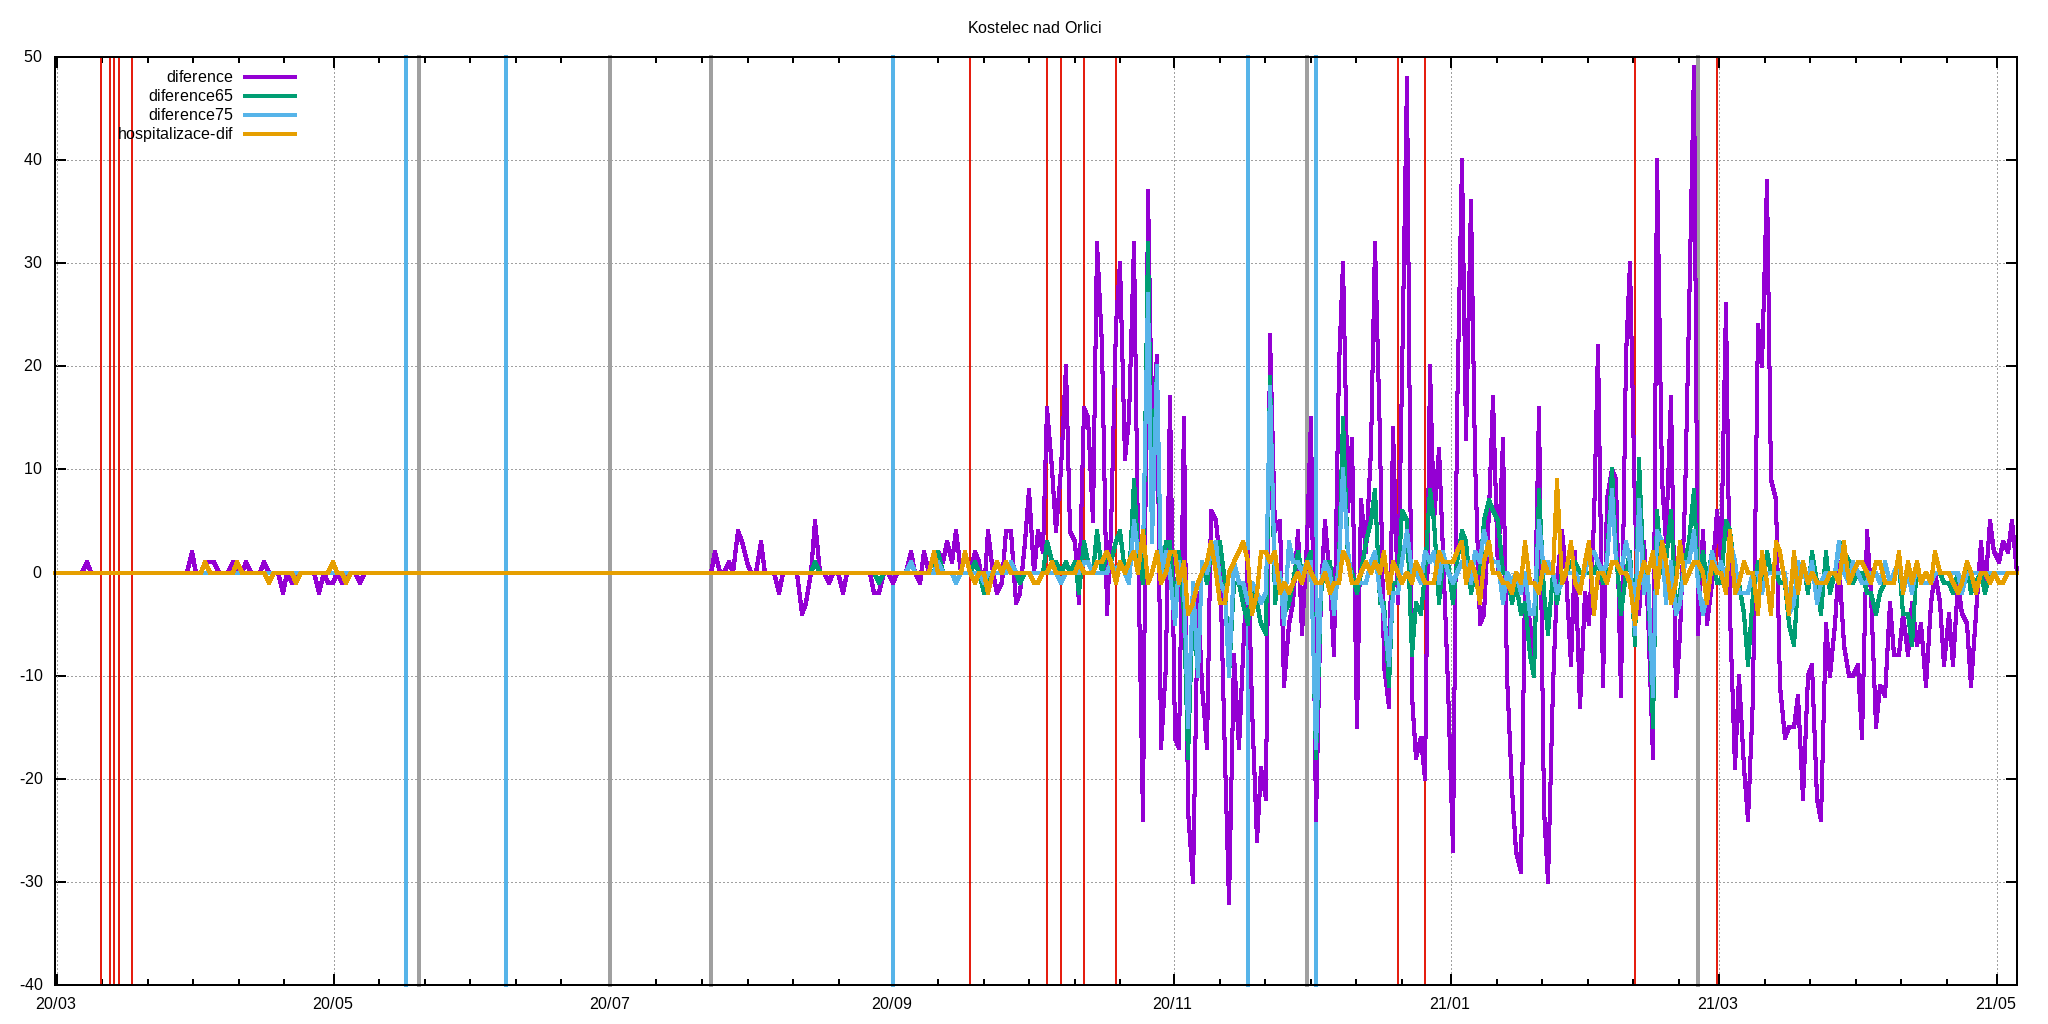 Kostelec nad Orlici
50
diference
diference65
diference75
hospitalizace-dif
40
30
20
10
0
-10
-20
-30
-40
20/03 20/05 20/07 20/09 20/11 21/01 21/03 21/05